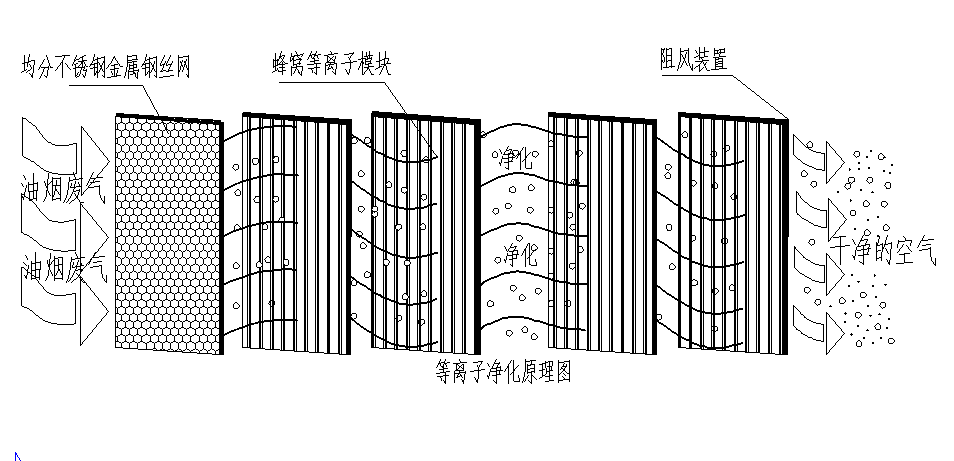 均分不锈钢金属钢丝网
蜂窝等离子模块
阻风装置
油烟废气
油烟废气
净化
净化
干净的空气
等离子净化原理图
N